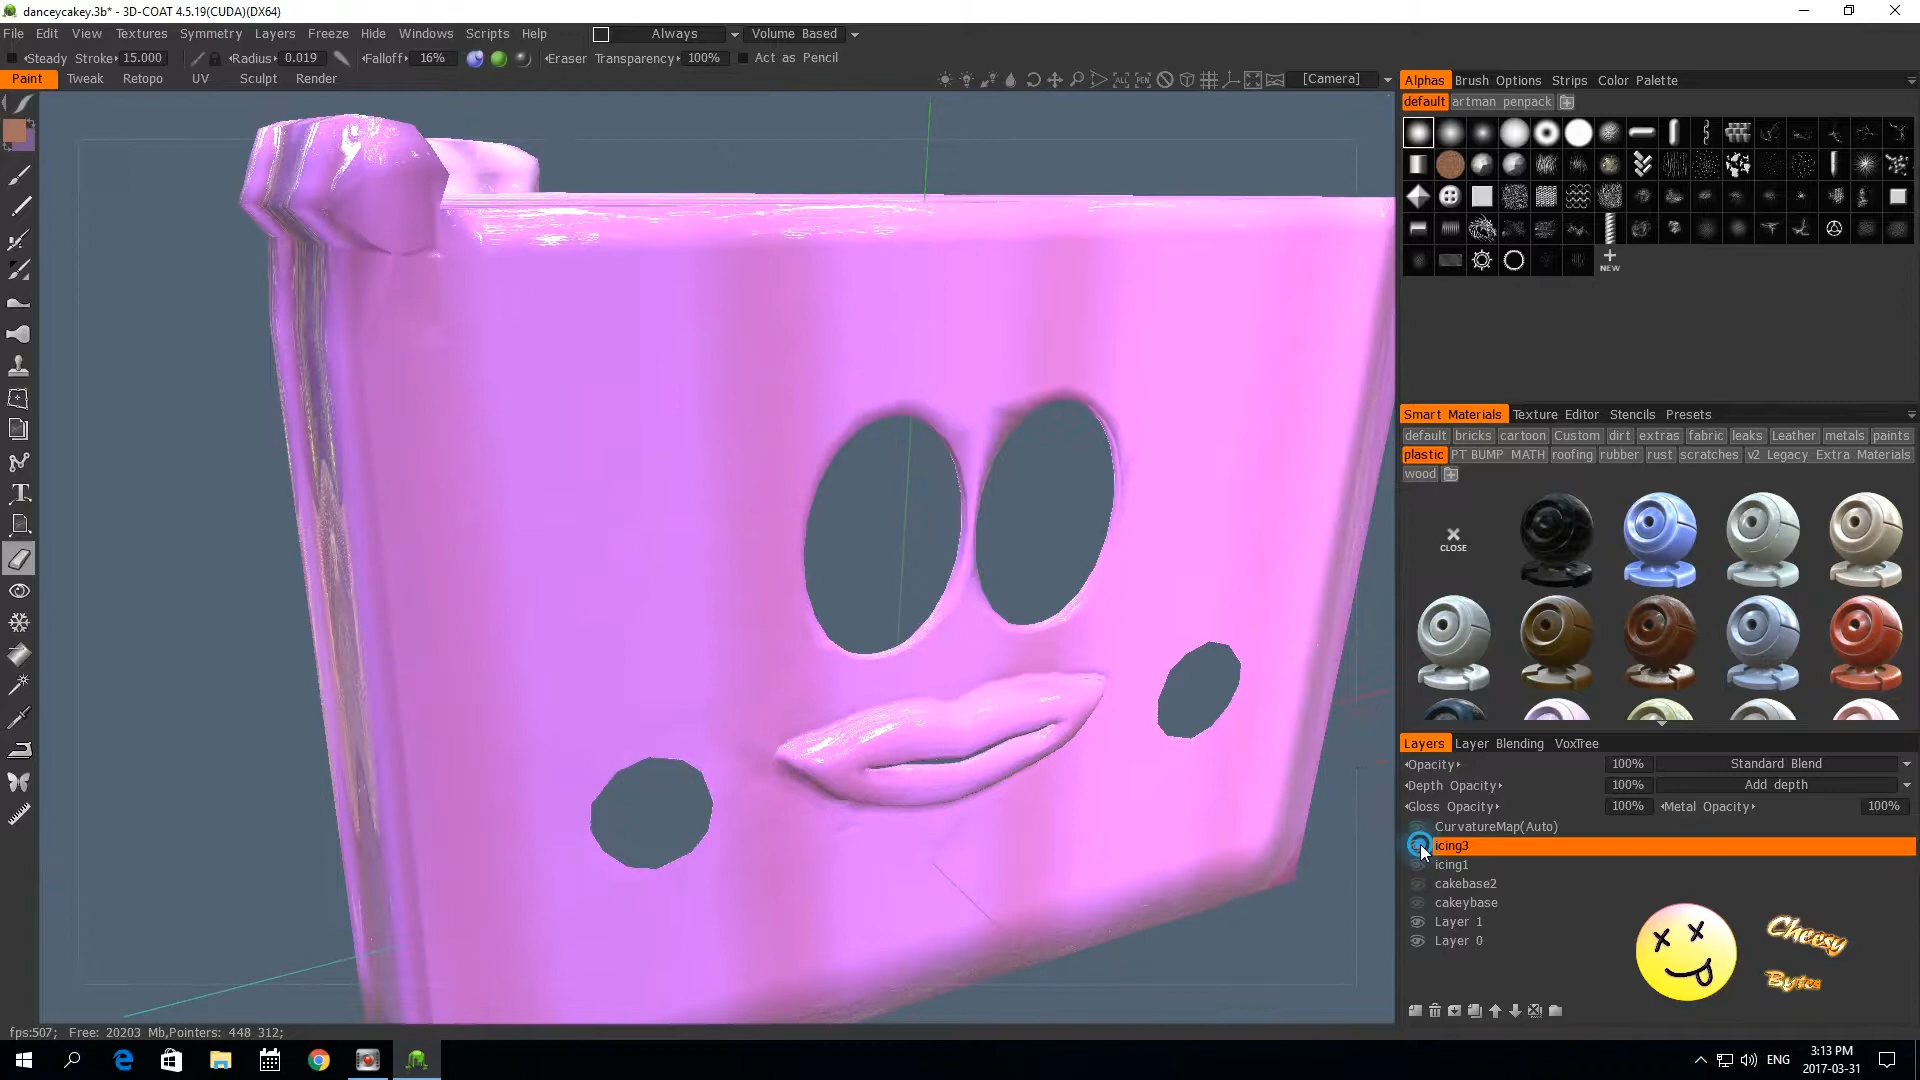 danceycakey.3b* - 3D-COAT 4.5.19(CUDA)(DX64)
File Edit View Textures Symmetry Layers Freeze Hide Windows Scripts Help Always Volume Based
Steady Stroke 15.000 Radius 0.019 Falloff 16% Eraser Transparency 100% Act as Pencil
Paint Tweak Retopo UV Sculpt Render [Camera]
Alphas Brush Options Strips Color Palette
default artman penpack
NEW
Smart Materials Texture Editor Stencils Presets
default bricks cartoon Custom dirt extras fabric leaks Leather metals paints
plastic PT BUMP MATH roofing rubber rust scratches v2 Legacy Extra Materials
wood
CLOSE
Layers Layer Blending VoxTree
Opacity 100% Standard Blend
Depth Opacity 100% Add depth
Gloss Opacity 100% Metal Opacity 100%
CurvatureMap(Auto)
icing3
icing1
cakebase2
cakeybase
Layer 1
Layer 0
Cheesy
Bytes
fps:507; Free: 20203 Mb,Pointers: 448 312;
ENG
3:13 PM
2017-03-31